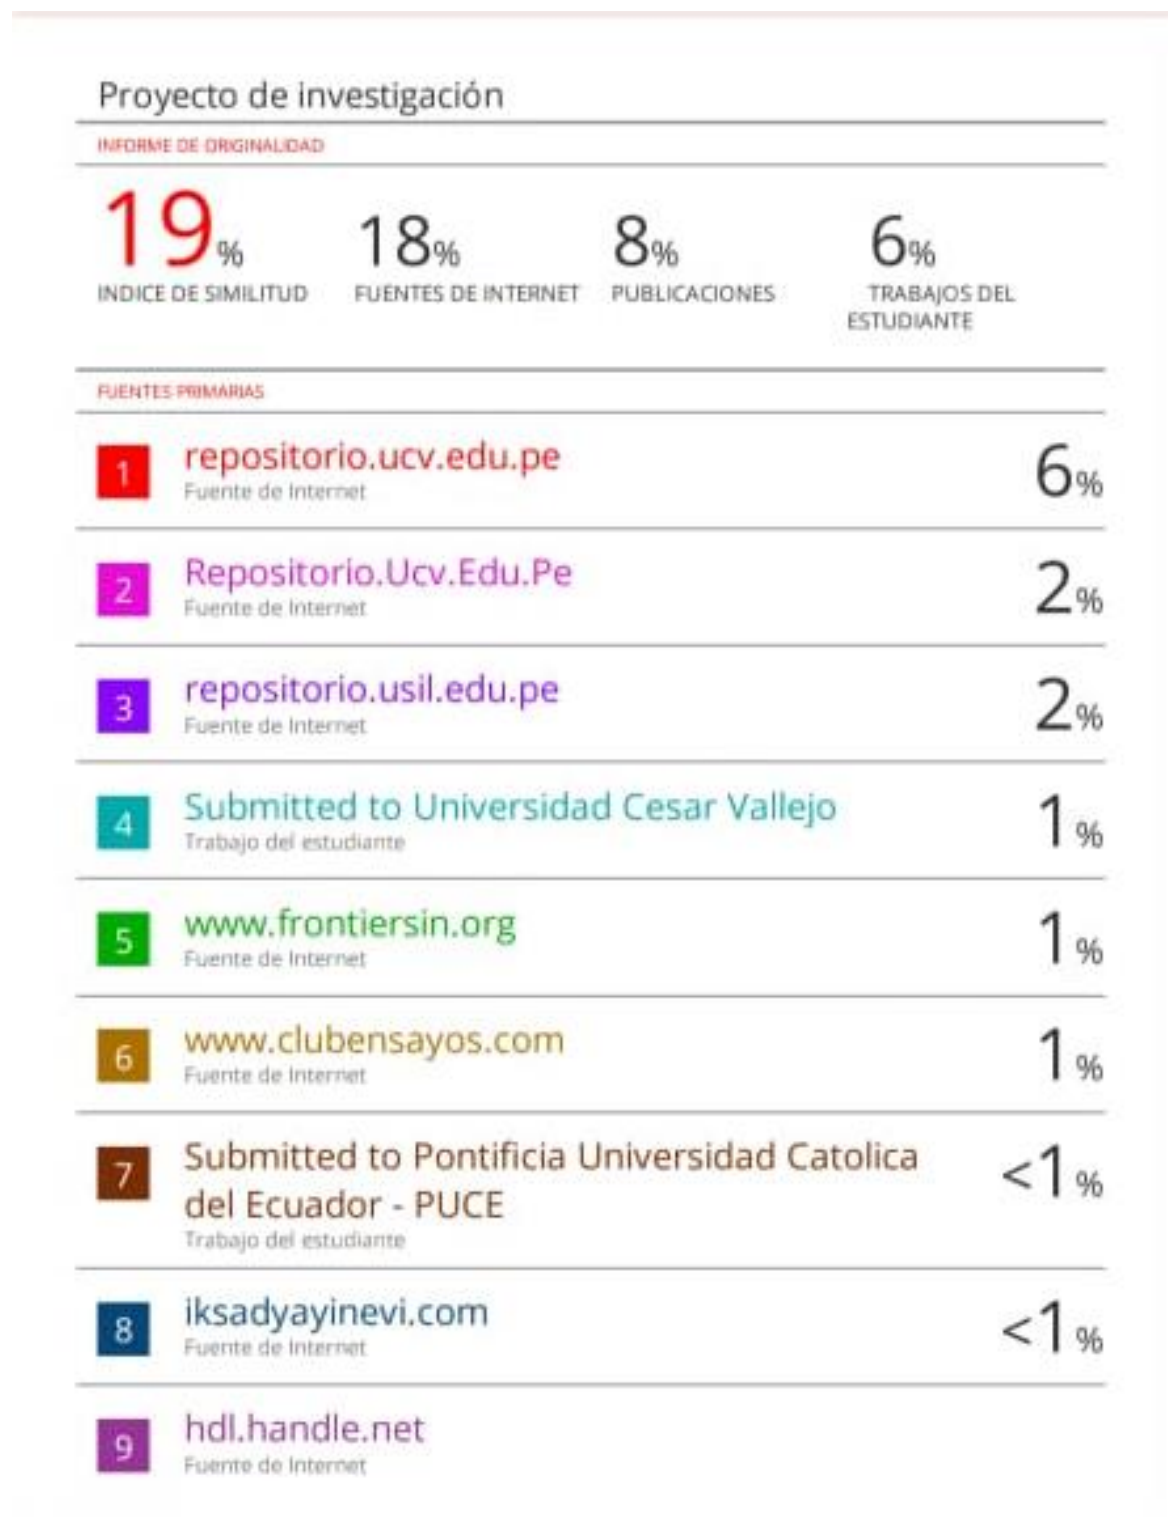 Proyecto de investigación
INFORME DE ORIGINALIDAD
19%
18%
8%
6%
INDICE DE SIMILITUD
FUENTES DE INTERNET
PUBLICACIONES
TRABAJOS DEL
ESTUDIANTE
FUENTES PRIMARIAS
1 repositorio.ucv.edu.pe 6%
Fuente de Internet
2 Repositorio.Ucv.Edu.Pe 2%
Fuente de Internet
3 repositorio.usil.edu.pe 2%
Fuente de Internet
4 Submitted to Universidad Cesar Vallejo 1%
Trabajo del estudiante
5 www.frontiersin.org 1%
Fuente de Internet
6 www.clubensayos.com 1%
Fuente de Internet
7 Submitted to Pontificia Universidad Catolica <1%
del Ecuador - PUCE
Trabajo del estudiante
8 iksadyayinevi.com <1%
Fuente de Internet
9 hdl.handle.net
Fuente de Internet